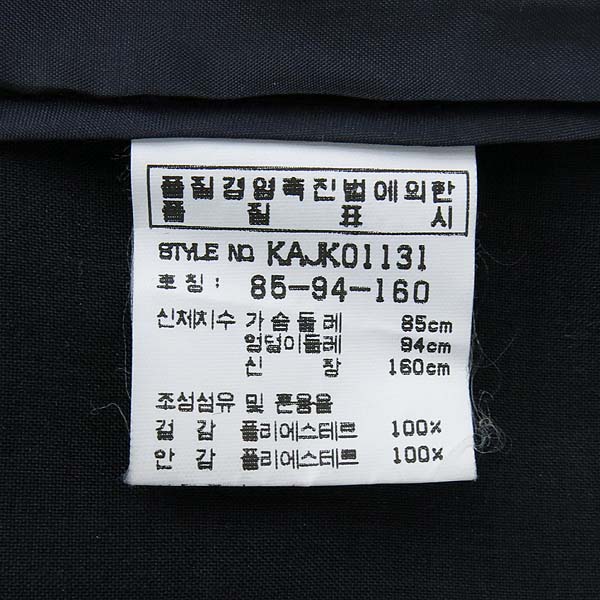 품질경영촉진법에의한
품 질 표 시
STYLE NO. KAJK01131
호칭: 85-94-160
신체치수 가슴둘레 85cm
엉덩이둘레 94cm
신 장 160cm
조성섬유 및 혼용율
겉 감 폴리에스테르 100%
안 감 폴리에스테르 100%